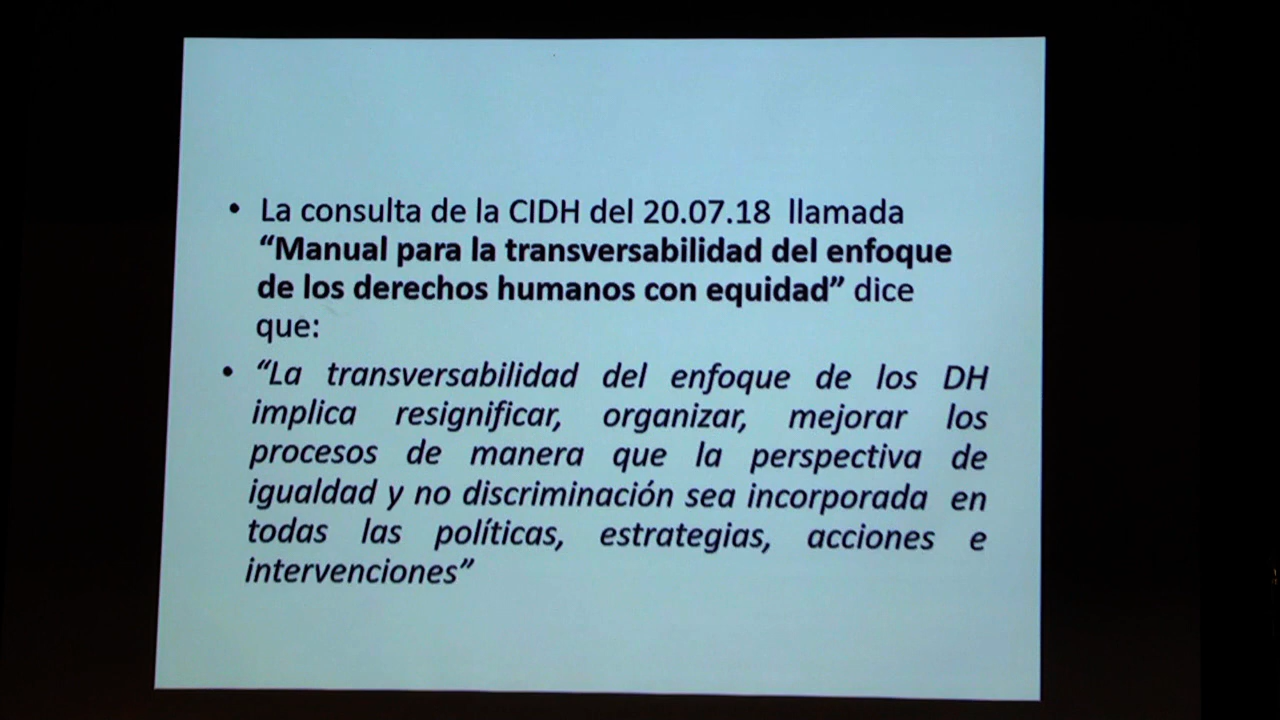 • La consulta de la CIDH del 20.07.18 llamada
“Manual para la transversabilidad del enfoque
de los derechos humanos con equidad” dice
que:
• “La transversabilidad del enfoque de los DH
implica resignificar, organizar, mejorar los
procesos de manera que la perspectiva de
igualdad y no discriminación sea incorporada en
todas las políticas, estrategias, acciones e
intervenciones”